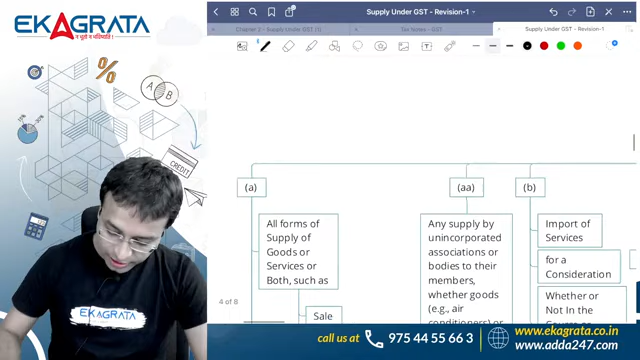 EKAGRATA
Supply Under GST - Revision-1
Chapter 1 - Supply Under GST (1)
Tax Notes - GST
Supply Under GST - Revision-1
%
A
B
15%
CREDIT
(a)
(aa)
(b)
All forms of
Supply of
Goods or
Services or
Both, such as
Any supply by
unincorporated
associations or
bodies to their
members,
whether goods
(e.g., air
conditioners) or
Import of
Services
for a
Consideration
Whether or
Not In the
4 of 8
Sale
EKAGRATA
call us at
975 44 55 66 3
www.ekagrata.co.in
www.adda247.com